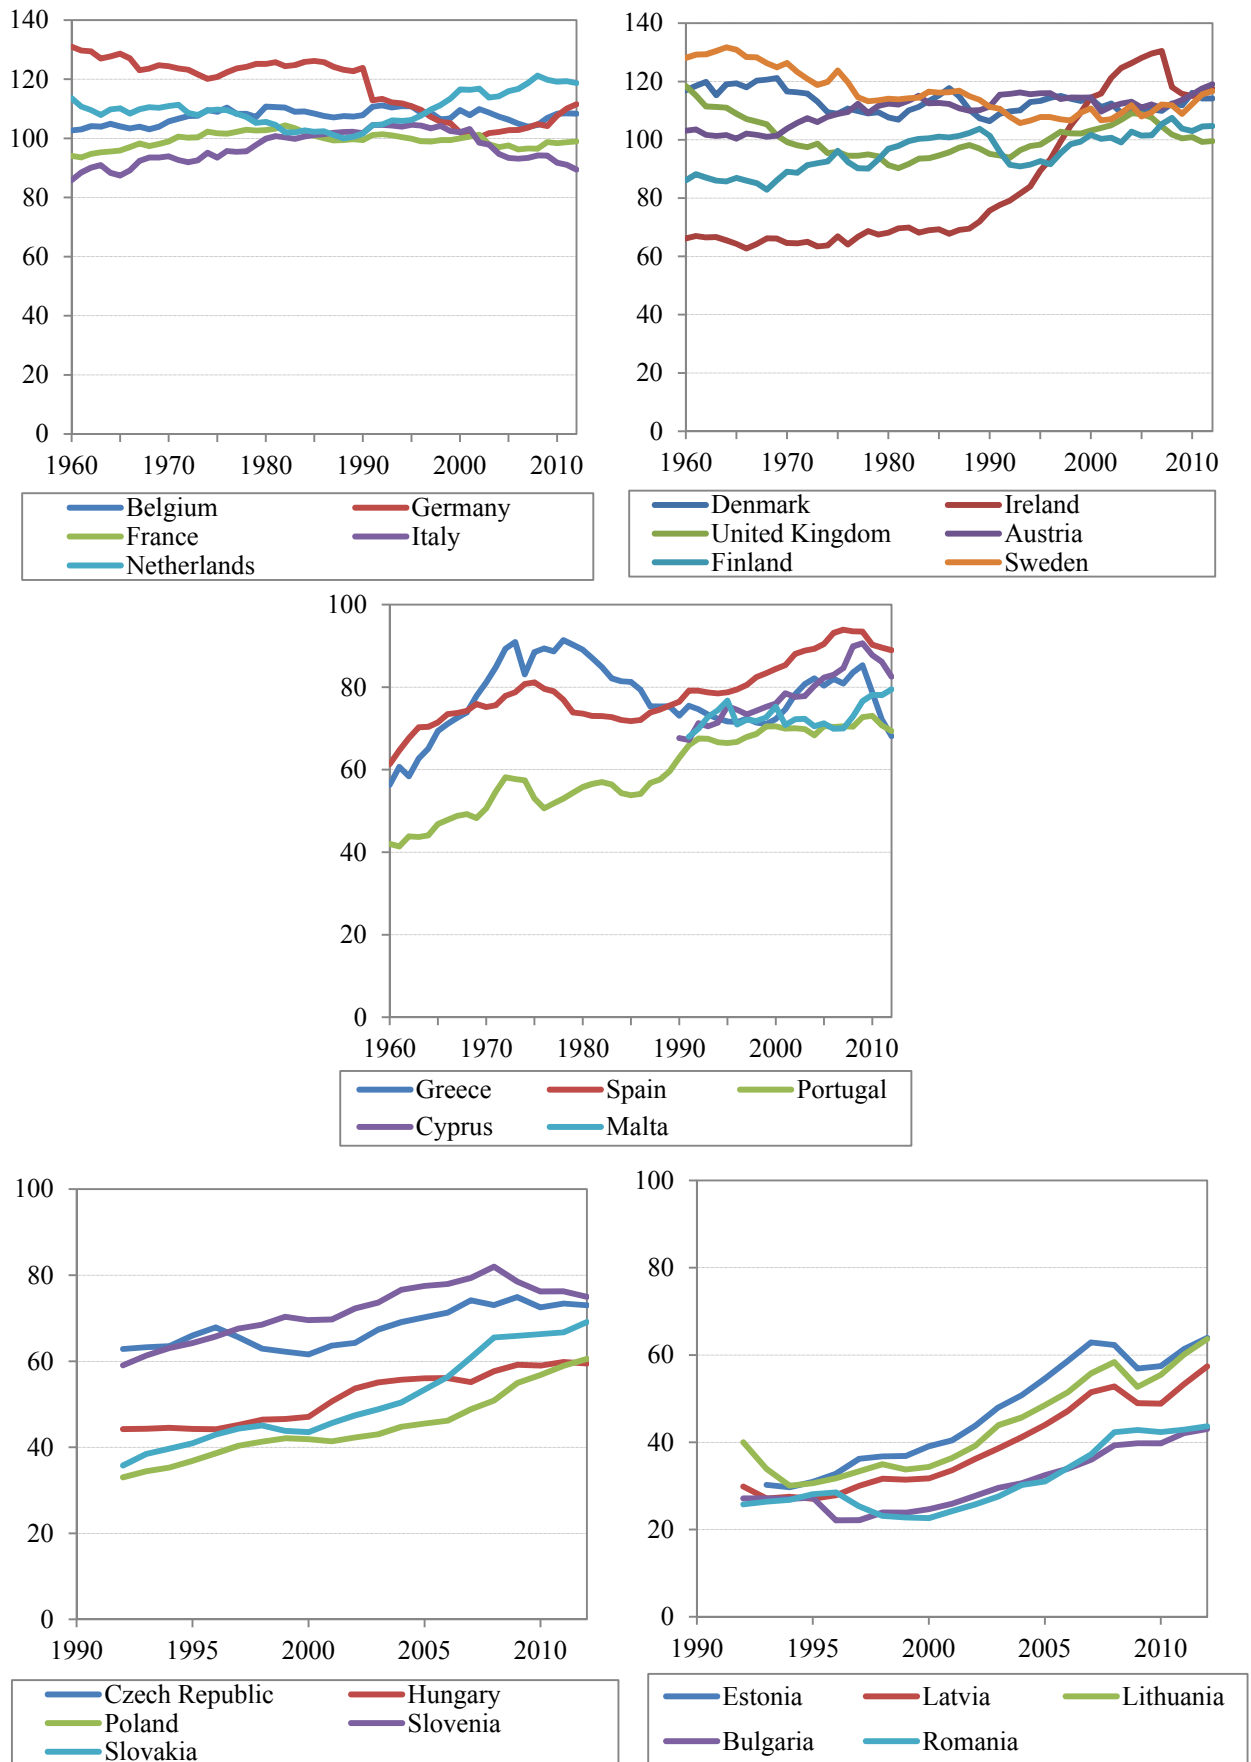 140
120
100
80
60
40
20
0
1960 1970 1980 1990 2000 2010
Belgium Germany
France Italy
Netherlands
140
120
100
80
60
40
20
0
1960 1970 1980 1990 2000 2010
Denmark Ireland
United Kingdom Austria
Finland Sweden
100
80
60
40
20
0
1960 1970 1980 1990 2000 2010
Greece Spain Portugal
Cyprus Malta
100
80
60
40
20
0
1990 1995 2000 2005 2010
Czech Republic Hungary
Poland Slovenia
Slovakia
100
80
60
40
20
0
1990 1995 2000 2005 2010
Estonia Latvia Lithuania
Bulgaria Romania